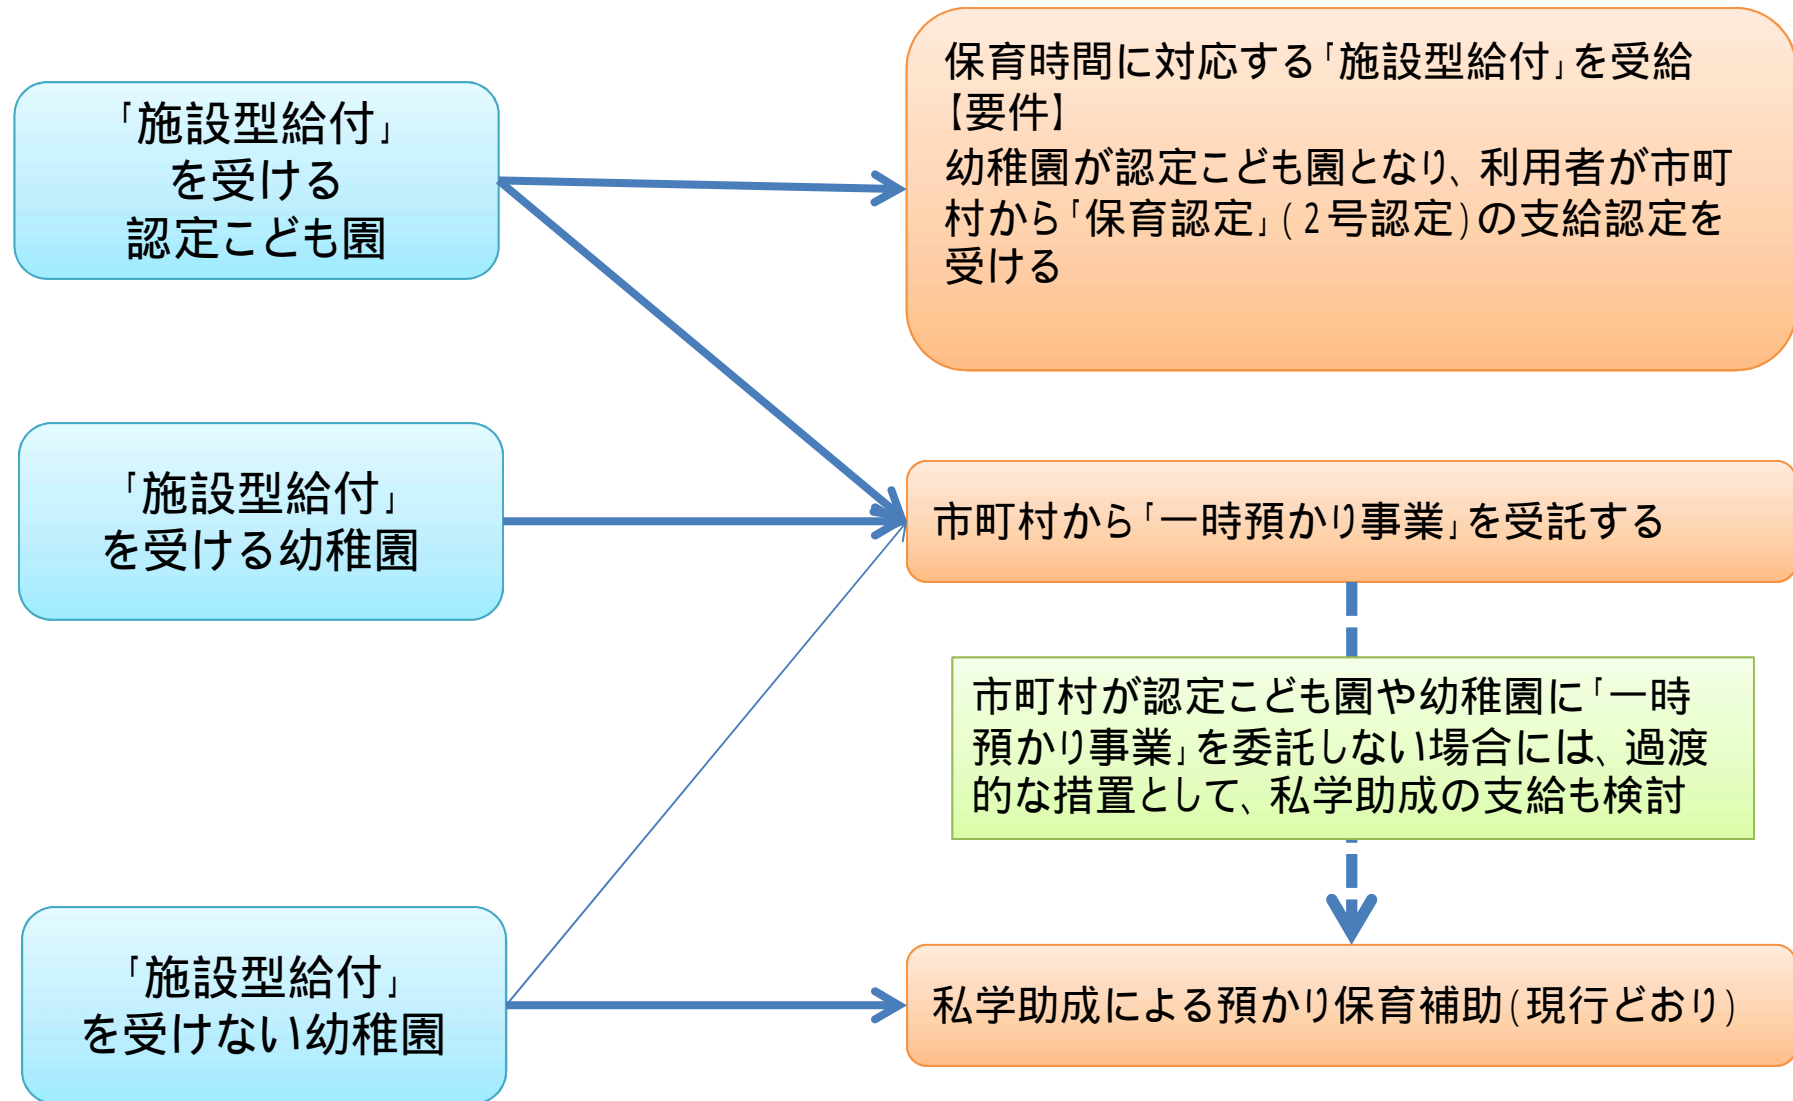 「施設型給付」
を受ける
認定こども園
保育時間に対応する「施設型給付」を受給
【要件】
幼稚園が認定こども園となり、利用者が市町
村から「保育認定」(2号認定)の支給認定を
受ける
「施設型給付」
を受ける幼稚園
市町村から「一時預かり事業」を受託する
市町村が認定こども園や幼稚園に「一時
預かり事業」を委託しない場合には、過渡
的な措置として、私学助成の支給も検討
「施設型給付」
を受けない幼稚園
私学助成による預かり保育補助(現行どおり)